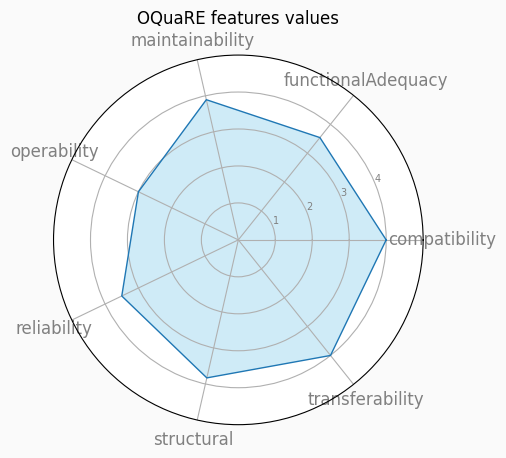 OQuaRE features values
maintainability
functionalAdequacy
operability
4
3
2
1
compatibility
reliability
transferability
structural